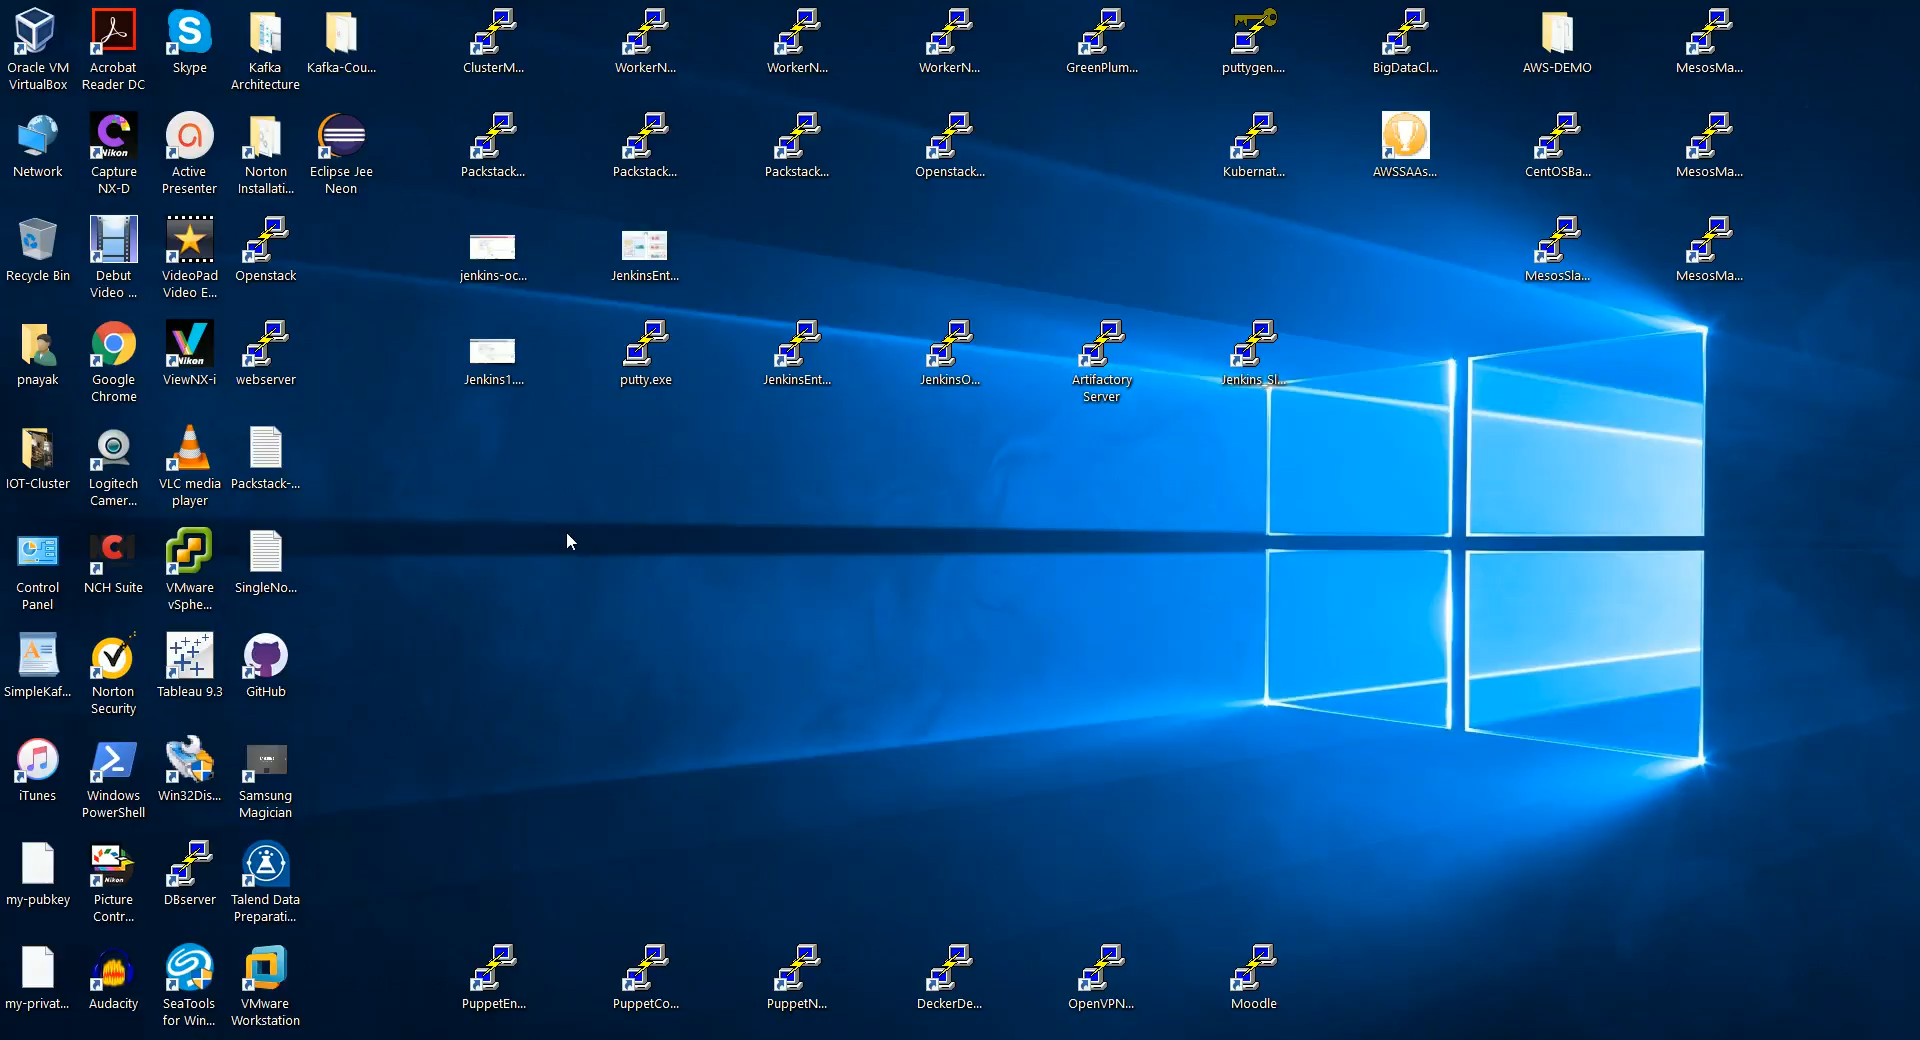 Oracle VM
VirtualBox
Acrobat
Reader DC
Skype
Kafka
Architecture
Kafka-Cou...
ClusterM...
WorkerN...
WorkerN...
WorkerN...
GreenPlum...
puttygen....
BigDataCl...
AWS-DEMO
MesosMa...
Network
Nikon
Capture
NX-D
Active
Presenter
Norton
Installati...
Eclipse Jee
Neon
Packstack...
Packstack...
Packstack...
Openstack...
Kubernat...
AWSSAAs...
CentOSBa...
MesosMa...
Recycle Bin
Debut
Video ...
VideoPad
Video E...
Openstack
jenkins-oc...
JenkinsEnt...
MesosSla...
MesosMa...
pnayak
Google
Chrome
Nikon
ViewNX-i
webserver
Jenkins1....
putty.exe
JenkinsEnt...
JenkinsO...
Artifactory
Server
Jenkins_Sl...
IOT-Cluster
Logitech
Camer...
VLC media
player
Packstack-...
Control
Panel
NCH Suite
VMware
vSphe...
SingleNo...
SimpleKaf...
Norton
Security
Tableau 9.3
GitHub
iTunes
Windows
PowerShell
Win32Dis...
Samsung
Magician
my-pubkey
Nikon
Picture
Contr...
DBserver
Talend Data
Preparati...
my-privat...
Audacity
SeaTools
for Win...
VMware
Workstation
PuppetEn...
PuppetCo...
PuppetN...
DeckerDe...
OpenVPN...
Moodle